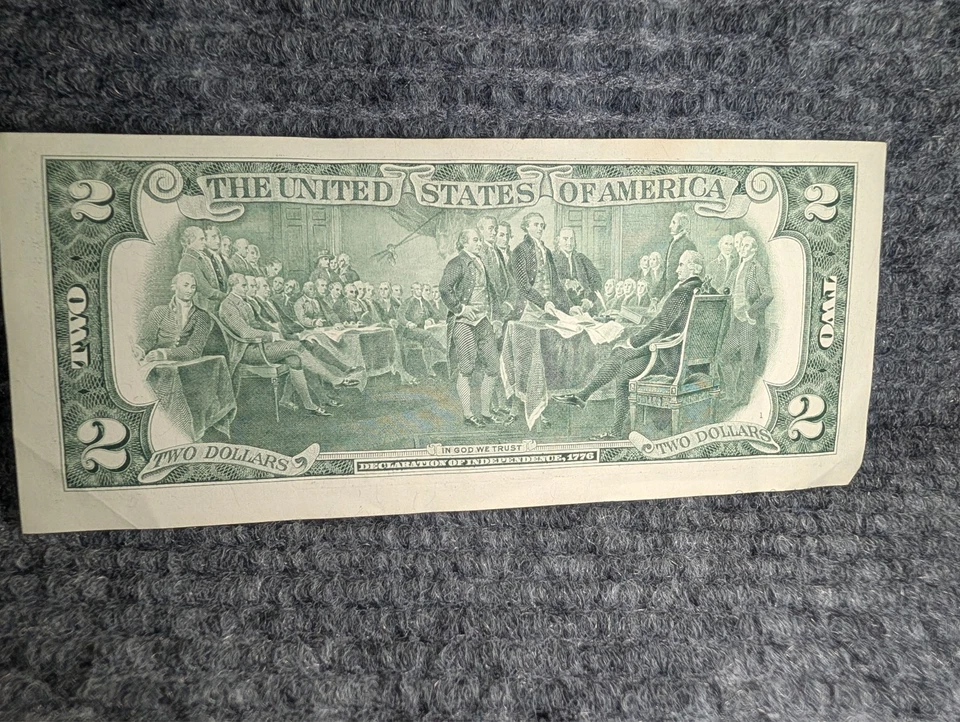 2 THE UNITED STATES OF AMERICA 2
TWO TWO
2 TWO DOLLARS IN GOD WE TRUST TWO DOLLARS 2
DECLARATION OF INDEPENDENCE, 1776
1